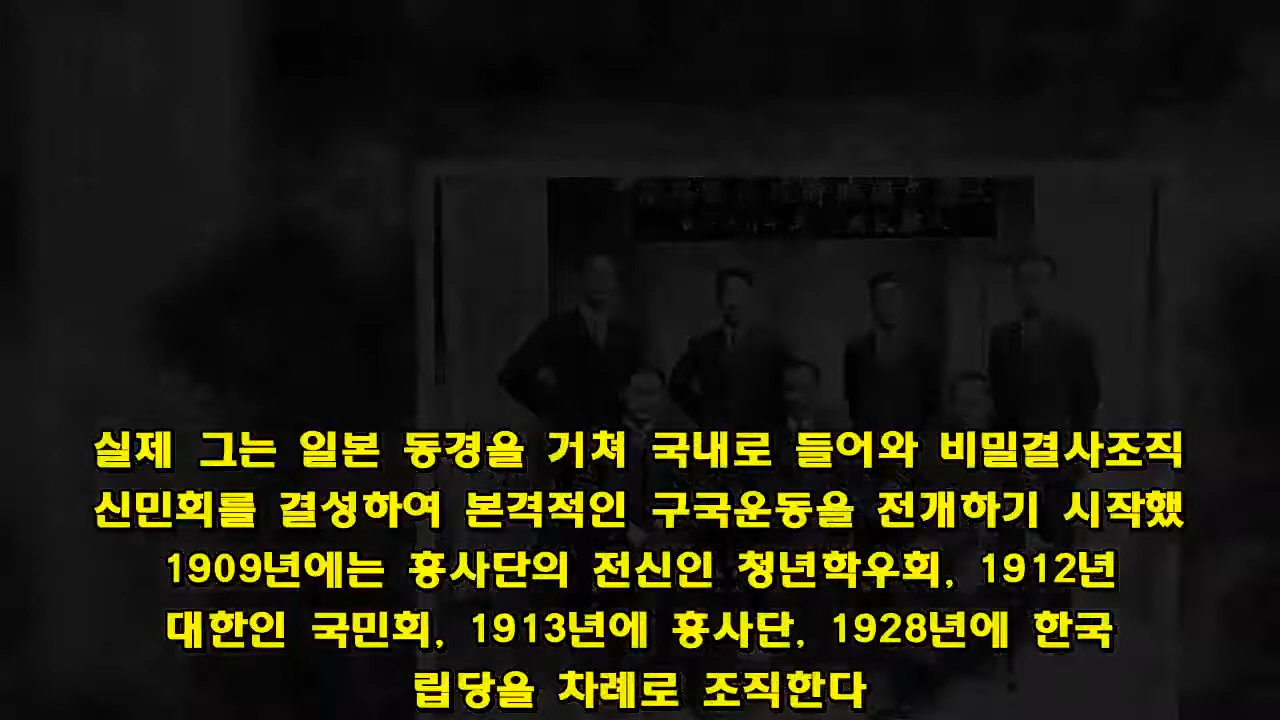 실제 그는 일본 동경을 거쳐 국내로 들어와 비밀결사조직
신민회를 결성하여 본격적인 구국운동을 전개하기 시작했
1909년에는 흥사단의 전신인 청년학우회, 1912년
대한인 국민회, 1913년에 흥사단, 1928년에 한국
립당을 차례로 조직한다